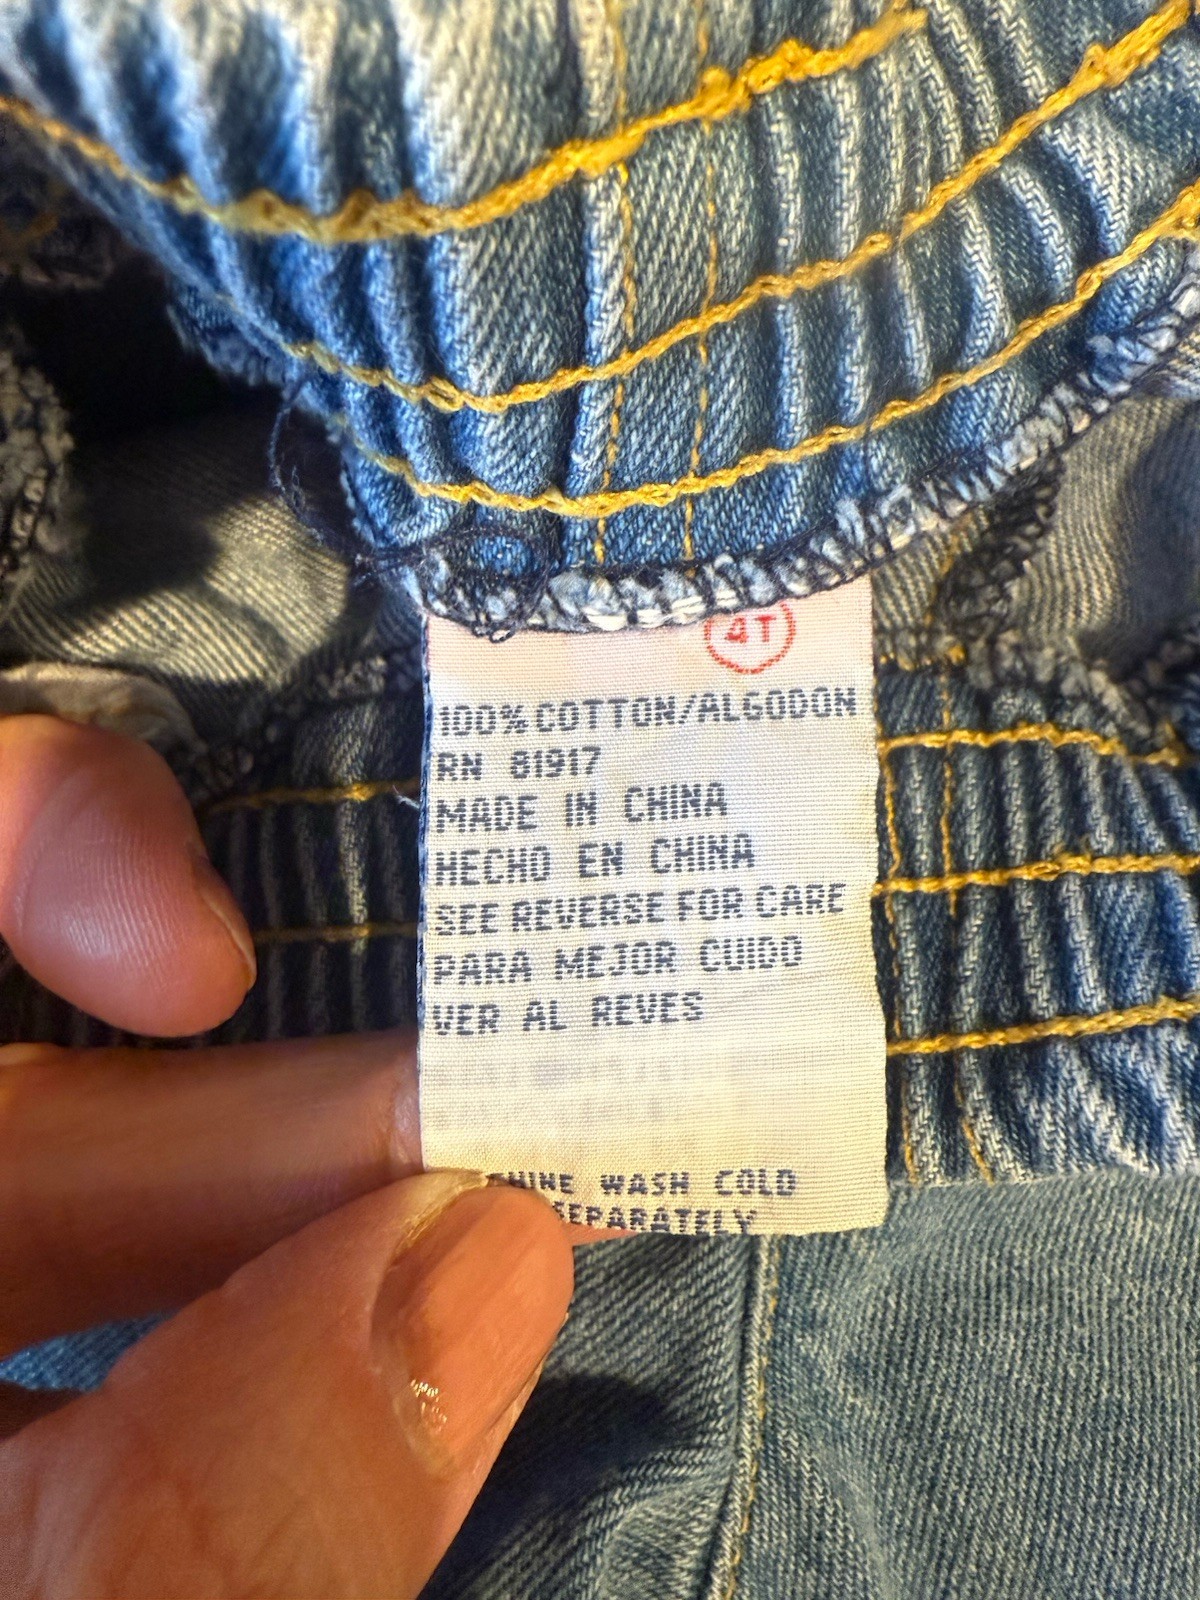 4T
100% COTTON/ALGODON
RN 81917
MADE IN CHINA
HECHO EN CHINA
SEE REVERSE FOR CARE
PARA MEJOR CUIDO
VER AL REVES
WASH COLD
SEPARATELY